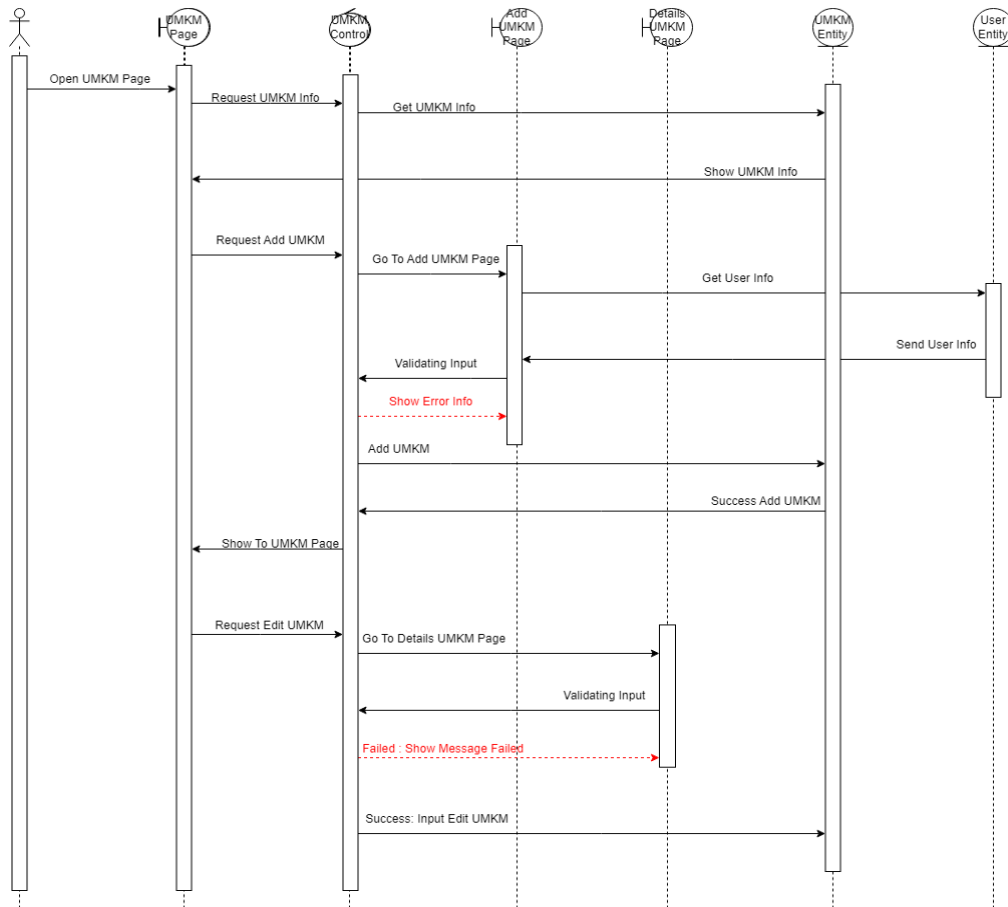 UMKM
Page
UMKM
Control
Add
UMKM
Page
Details
UMKM
Page
UMKM
Entity
User
Entity
Open UMKM Page
Request UMKM Info
Get UMKM Info
Show UMKM Info
Request Add UMKM
Go To Add UMKM Page
Get User Info
Send User Info
Validating Input
Show Error Info
Add UMKM
Success Add UMKM
Show To UMKM Page
Request Edit UMKM
Go To Details UMKM Page
Validating Input
Failed : Show Message Failed
Success: Input Edit UMKM